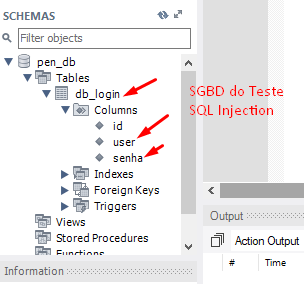 SCHEMAS
Filter objects
pen_db
Tables
db_login
Columns
id
user
senha
Indexes
Foreign Keys
Triggers
Views
Stored Procedures
Functions
Information
SGBD do Teste
SQL Injection
Output
Action Output
# Time